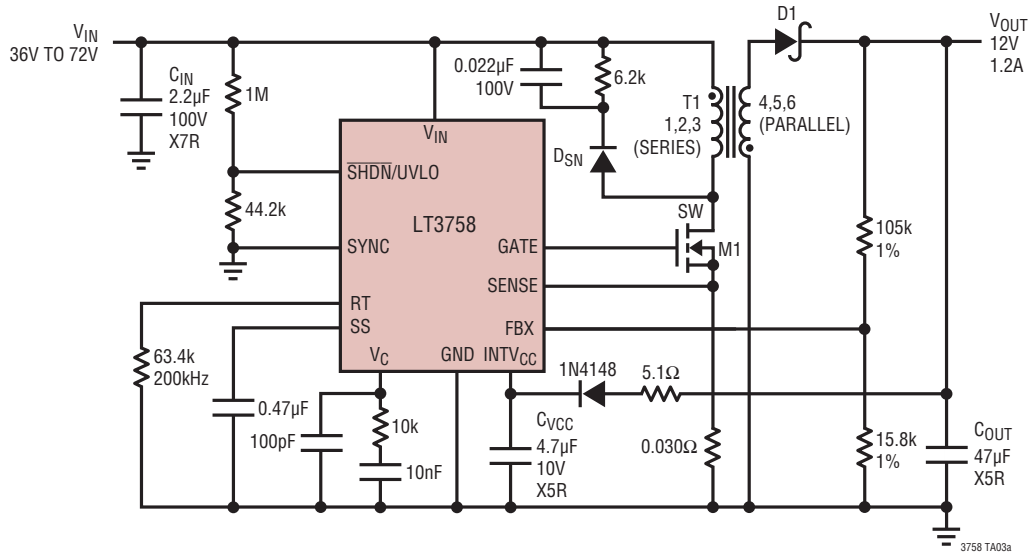 VIN
36V TO 72V
CIN
2.2µF
100V
X7R
1M
44.2k
0.022µF
100V
6.2k
DSN
T1
1,2,3
(SERIES)
4,5,6
(PARALLEL)
D1
VOUT
12V
1.2A
VIN
SHDN/UVLO
LT3758
SYNC
GATE
SENSE
RT
SS
FBX
VC
GND
INTVCC
SW
M1
105k
1%
63.4k
200kHz
0.47µF
100pF
10k
10nF
1N4148
5.1Ω
CVCC
4.7µF
10V
X5R
0.030Ω
15.8k
1%
COUT
47µF
X5R
3758 TA03a